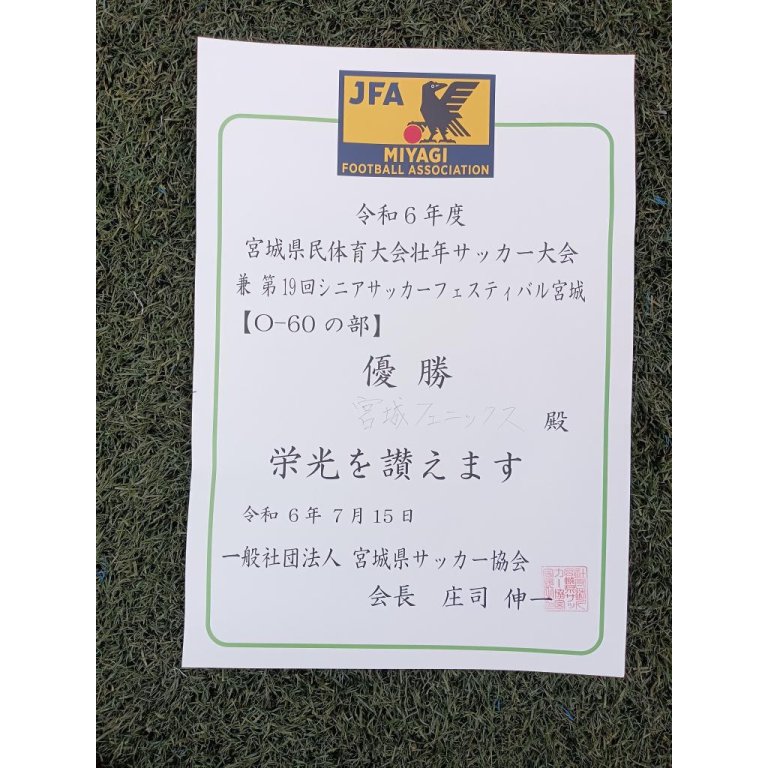 JFA
MIYAGI
FOOTBALL ASSOCIATION
令和6年度
宮城県民体育大会壮年サッカー大会
兼 第19回シニアサッカーフェスティバル宮城
【O-60の部】
優勝
宮城フェニックス 殿
栄光を讃えます
令和 6年 7月15日
一般社団法人 宮城県サッカー協会
会長 庄司 伸一